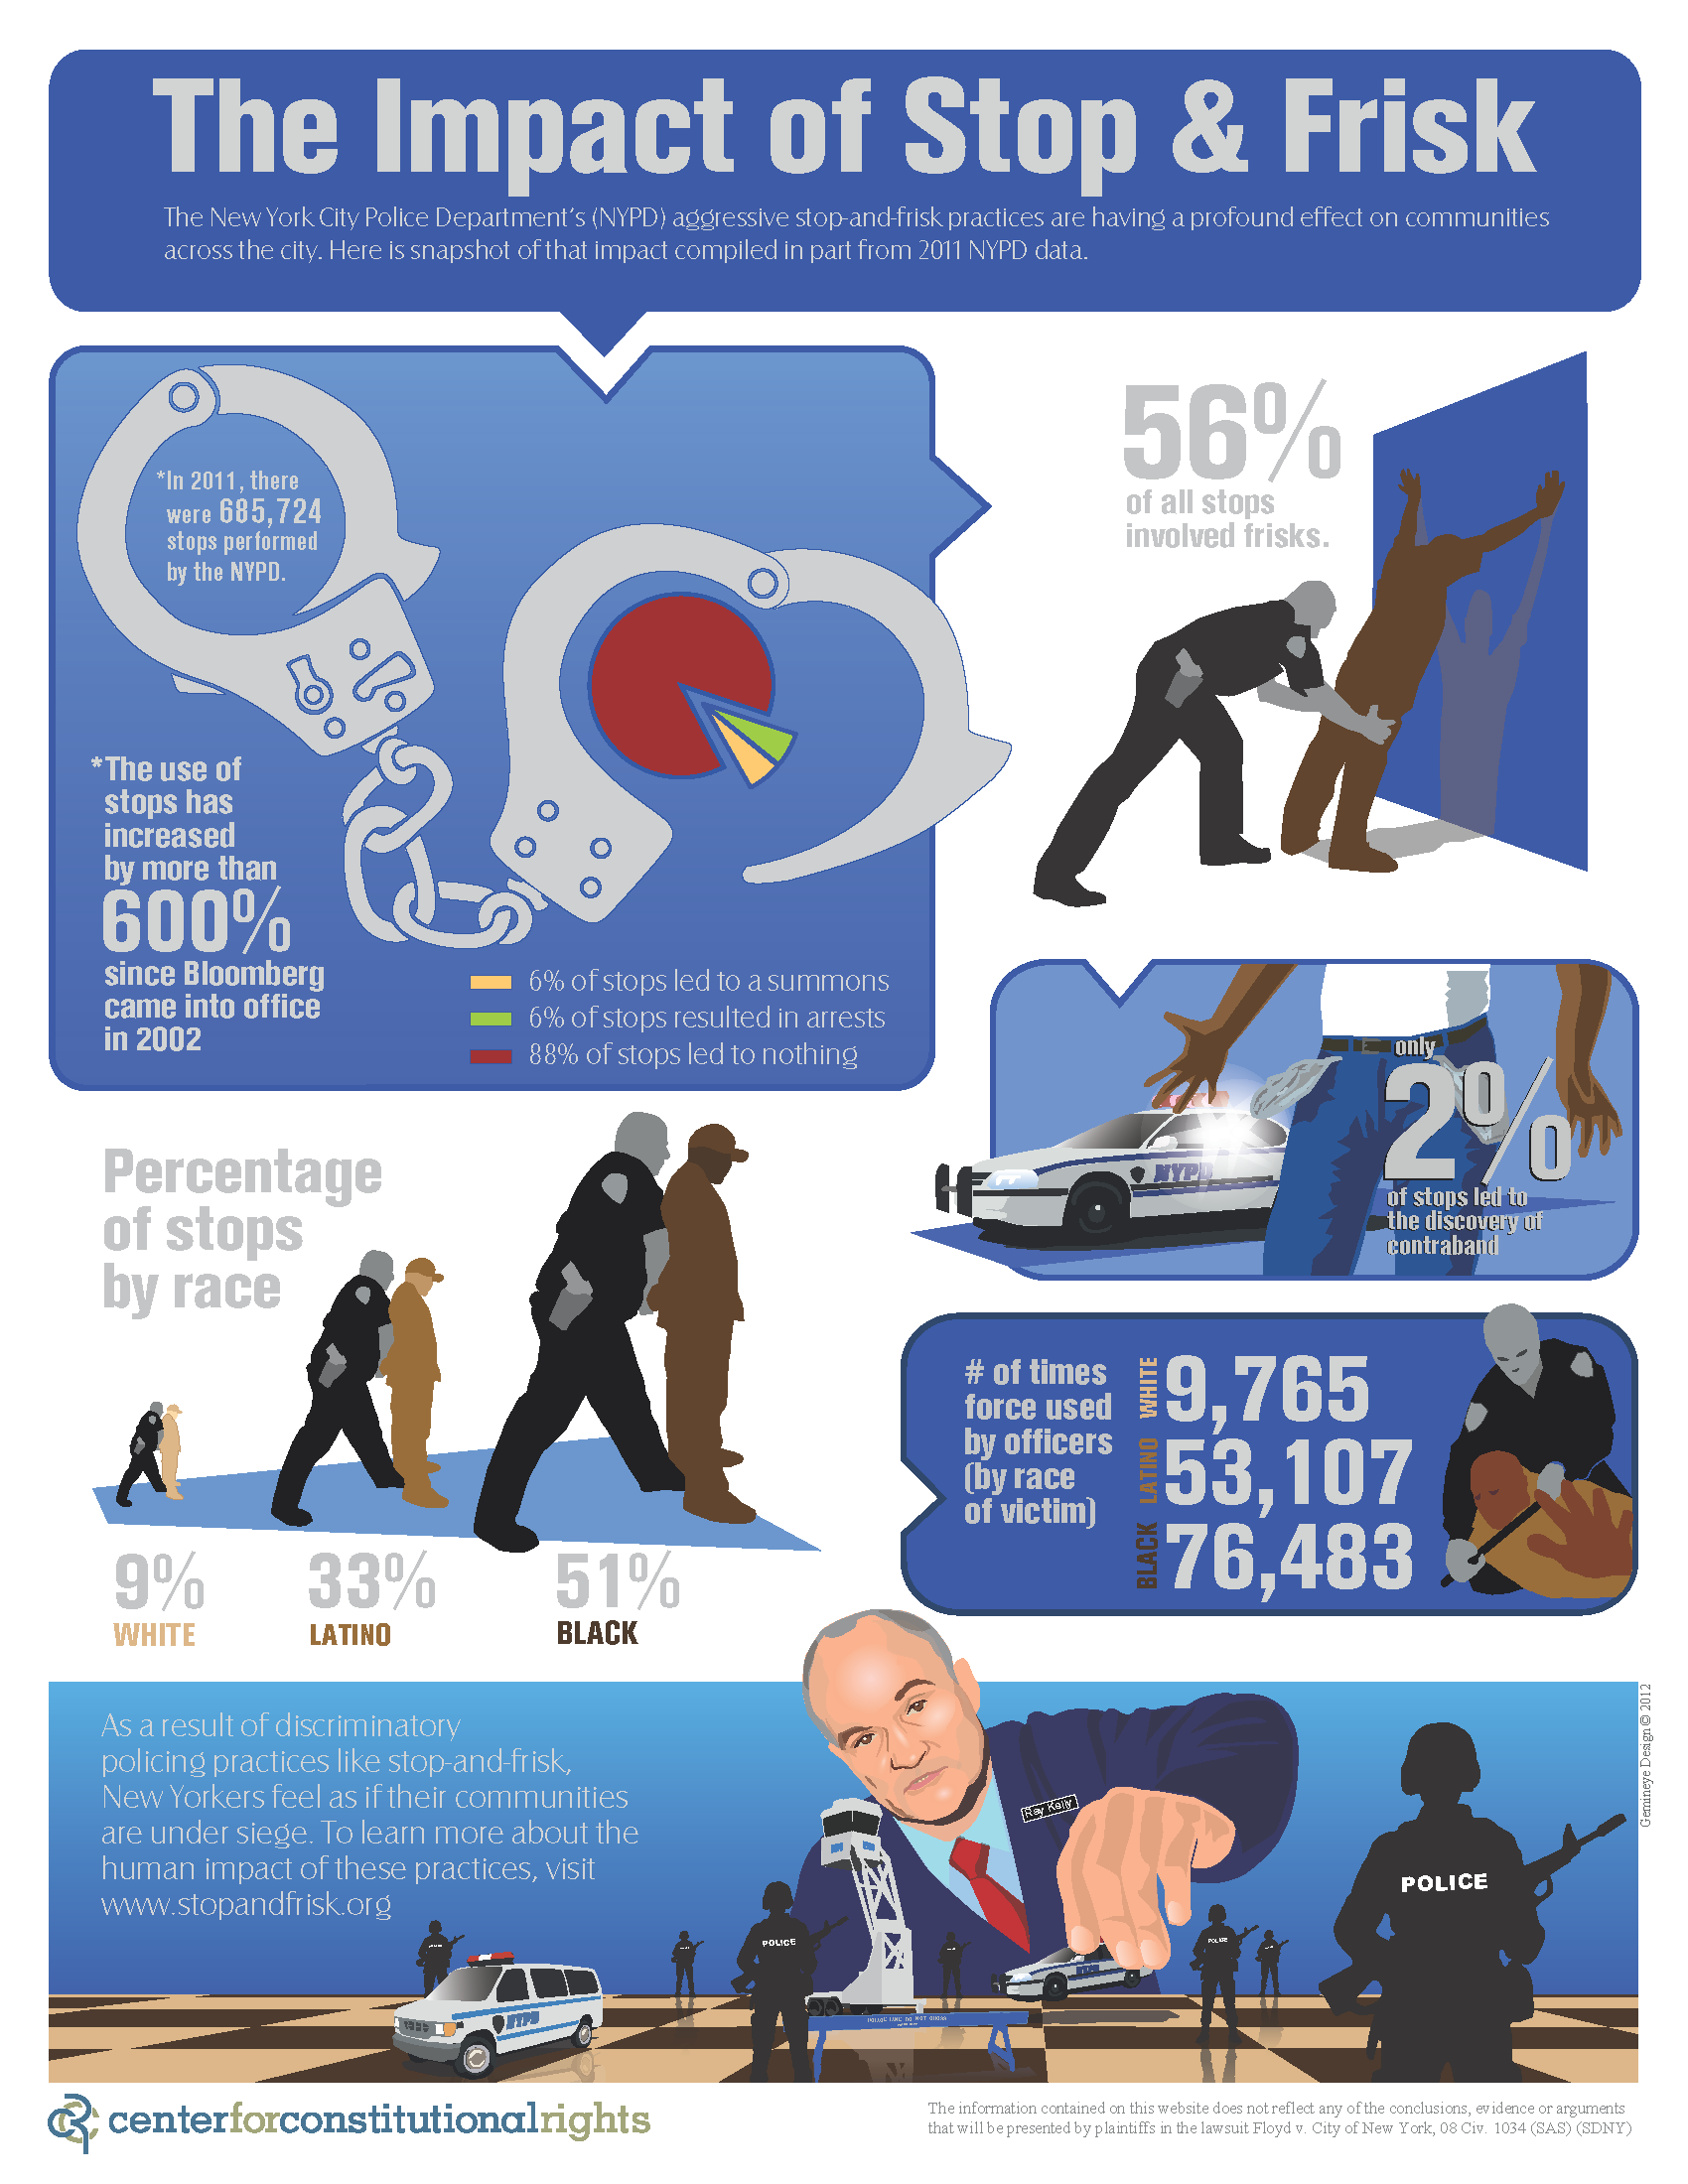 The Impact of Stop & Frisk
The New York City Police Department's (NYPD) aggressive stop-and-frisk practices are having a profound effect on communities
across the city. Here is snapshot of that impact compiled in part from 2011 NYPD data.
*In 2011, there
were 685,724
stops performed
by the NYPD.
*The use of
stops has
increased
by more than
600%
since Bloomberg
came into office
in 2002
6% of stops led to a summons
6% of stops resulted in arrests
88% of stops led to nothing
56%
of all stops
involved frisks.
NYPD
only
2%
of stops led to
the discovery of
contraband
Percentage
of stops
by race
9%
WHITE
33%
LATINO
51%
BLACK
# of times
force used
by officers
(by race
of victim)
WHITE 9,765
LATINO 53,107
BLACK 76,483
As a result of discriminatory
policing practices like stop-and-frisk,
New Yorkers feel as if their communities
are under siege. To learn more about the
human impact of these practices, visit
www.stopandfrisk.org
Ray Kelly
POLICE
POLICE
POLICE
NYPD
NYPD
POLICE LINE DO NOT CROSS
Gemineye Design © 2012
centerforconstitutionalrights
The information contained on this website does not reflect any of the conclusions, evidence or arguments
that will be presented by plaintiffs in the lawsuit Floyd v. City of New York, 08 Civ. 1034 (SAS) (SDNY)